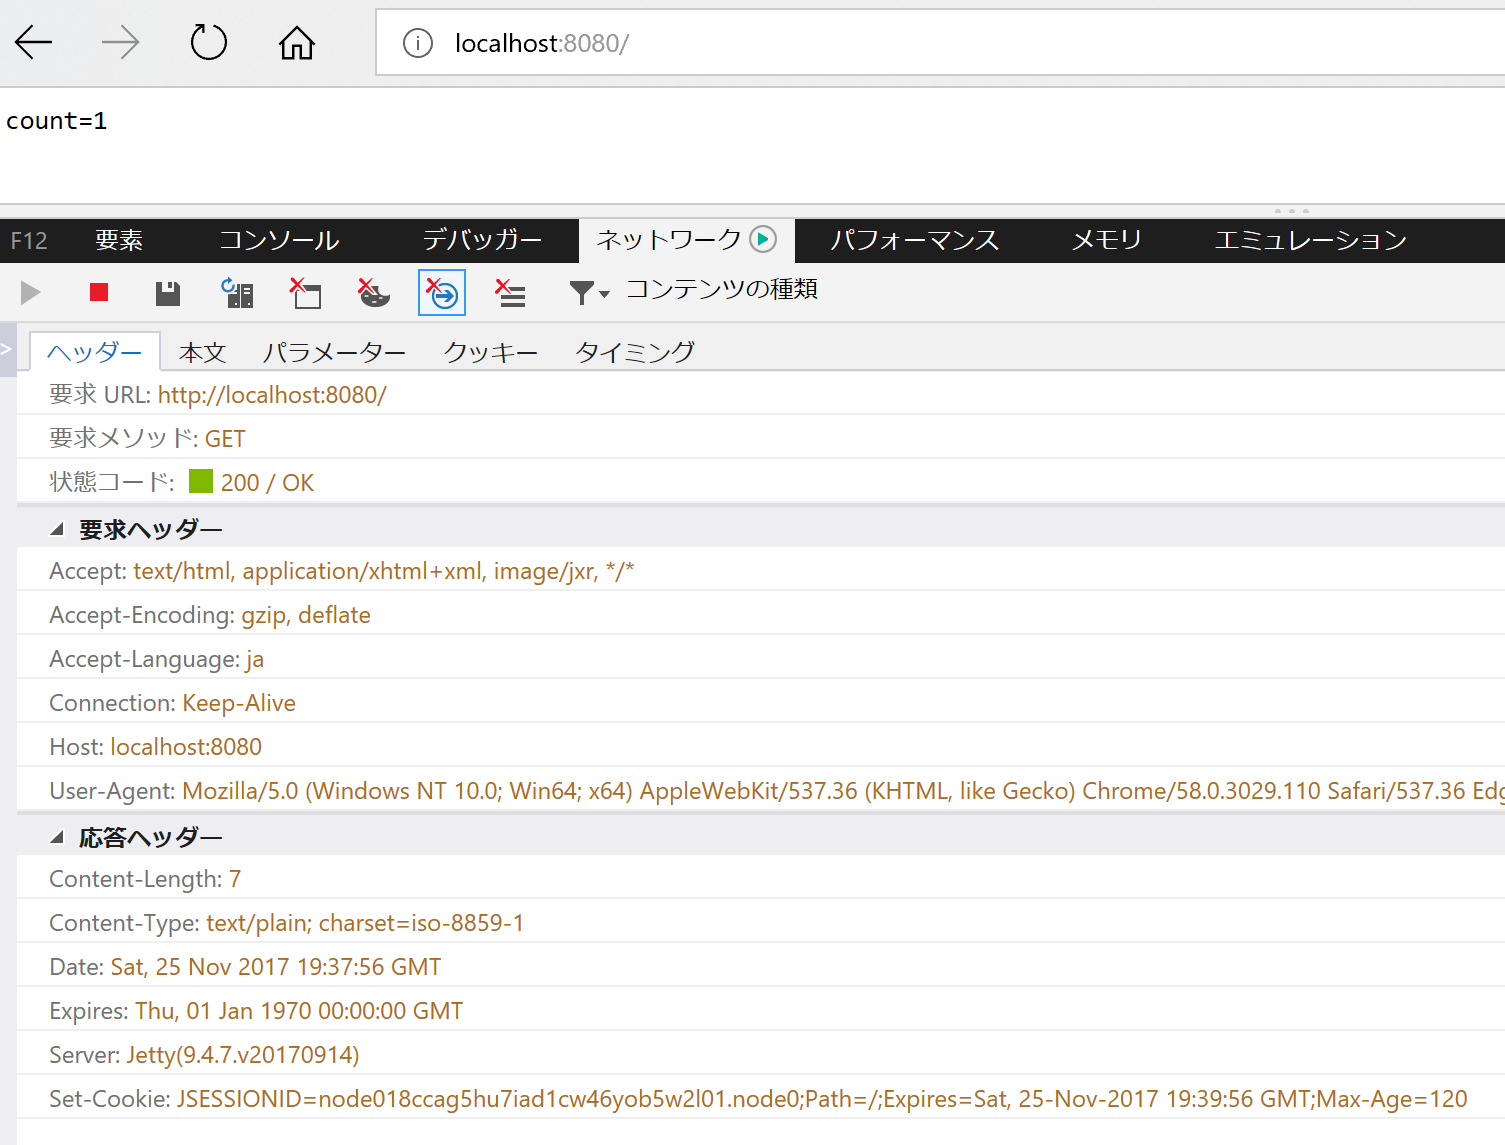 localhost:8080/
count=1
F12 要素 コンソール デバッガー ネットワーク パフォーマンス メモリ エミュレーション
コンテンツの種類
> ヘッダー 本文 パラメーター クッキー タイミング
要求 URL: http://localhost:8080/
要求メソッド: GET
状態コード: 200 / OK
要求ヘッダー
Accept: text/html, application/xhtml+xml, image/jxr, */*
Accept-Encoding: gzip, deflate
Accept-Language: ja
Connection: Keep-Alive
Host: localhost:8080
User-Agent: Mozilla/5.0 (Windows NT 10.0; Win64; x64) AppleWebKit/537.36 (KHTML, like Gecko) Chrome/58.0.3029.110 Safari/537.36 Edg
応答ヘッダー
Content-Length: 7
Content-Type: text/plain; charset=iso-8859-1
Date: Sat, 25 Nov 2017 19:37:56 GMT
Expires: Thu, 01 Jan 1970 00:00:00 GMT
Server: Jetty(9.4.7.v20170914)
Set-Cookie: JSESSIONID=node018ccag5hu7iad1cw46yob5w2l01.node0;Path=/;Expires=Sat, 25-Nov-2017 19:39:56 GMT;Max-Age=120